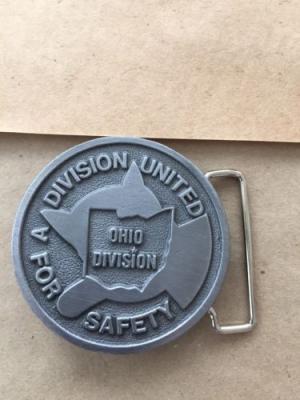 A DIVISION UNITED
FOR SAFETY
OHIO
DIVISION